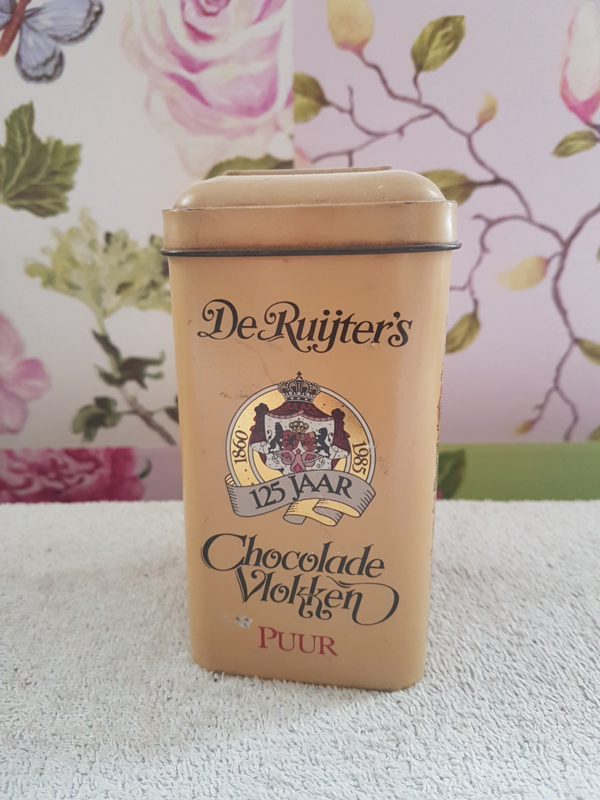 De Ruijter's
1860 1985
125 JAAR
Chocolade
Vlokken
PUUR